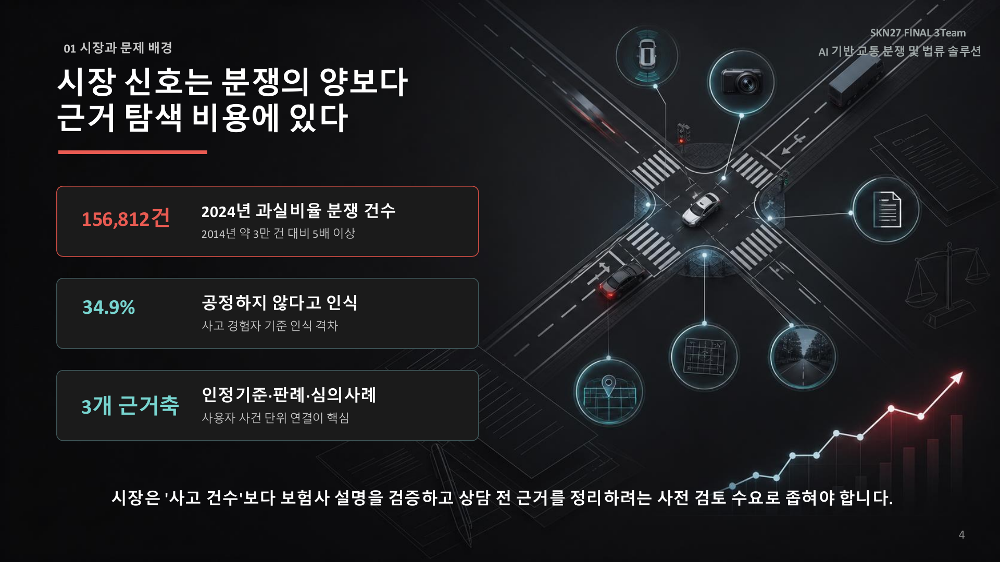 SKN27 FINAL 3Team
AI 기반 교통 분쟁 및 법류 솔루션
01 시장과 문제 배경
시장 신호는 분쟁의 양보다
근거 탐색 비용에 있다
156,812건
2024년 과실비율 분쟁 건수
2014년 약 3만 건 대비 5배 이상
34.9%
공정하지 않다고 인식
사고 경험자 기준 인식 격차
3개 근거축
인정기준·판례·심의사례
사용자 사건 단위 연결이 핵심
시장은 '사고 건수'보다 보험사 설명을 검증하고 상담 전 근거를 정리하려는 사전 검토 수요로 좁혀야 합니다.
4